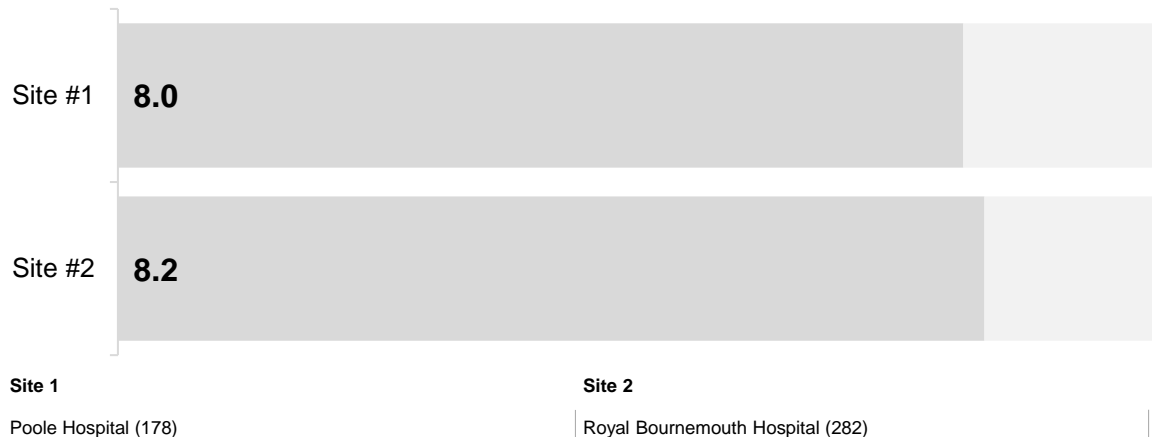 Site #1 8.0
Site #2 8.2
Site 1 Site 2
Poole Hospital (178) Royal Bournemouth Hospital (282)